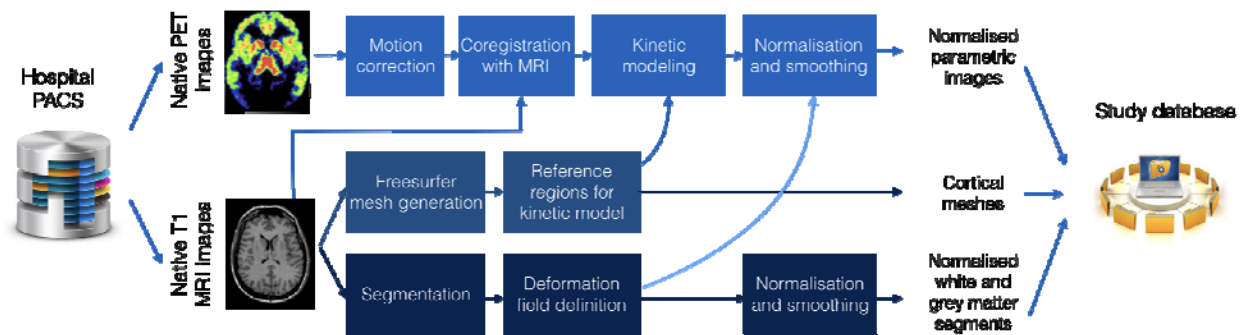 Hospital
PACS
Native PET
images
Motion
correction
Coregistration
with MRI
Kinetic
modeling
Normalisation
and smoothing
Normalised
parametric
images
Native T1
MRI images
Freesurfer
mesh generation
Reference
regions for
kinetic model
Cortical
meshes
Segmentation
Deformation
field definition
Normalisation
and smoothing
Normalised
white and
grey matter
segments
Study database